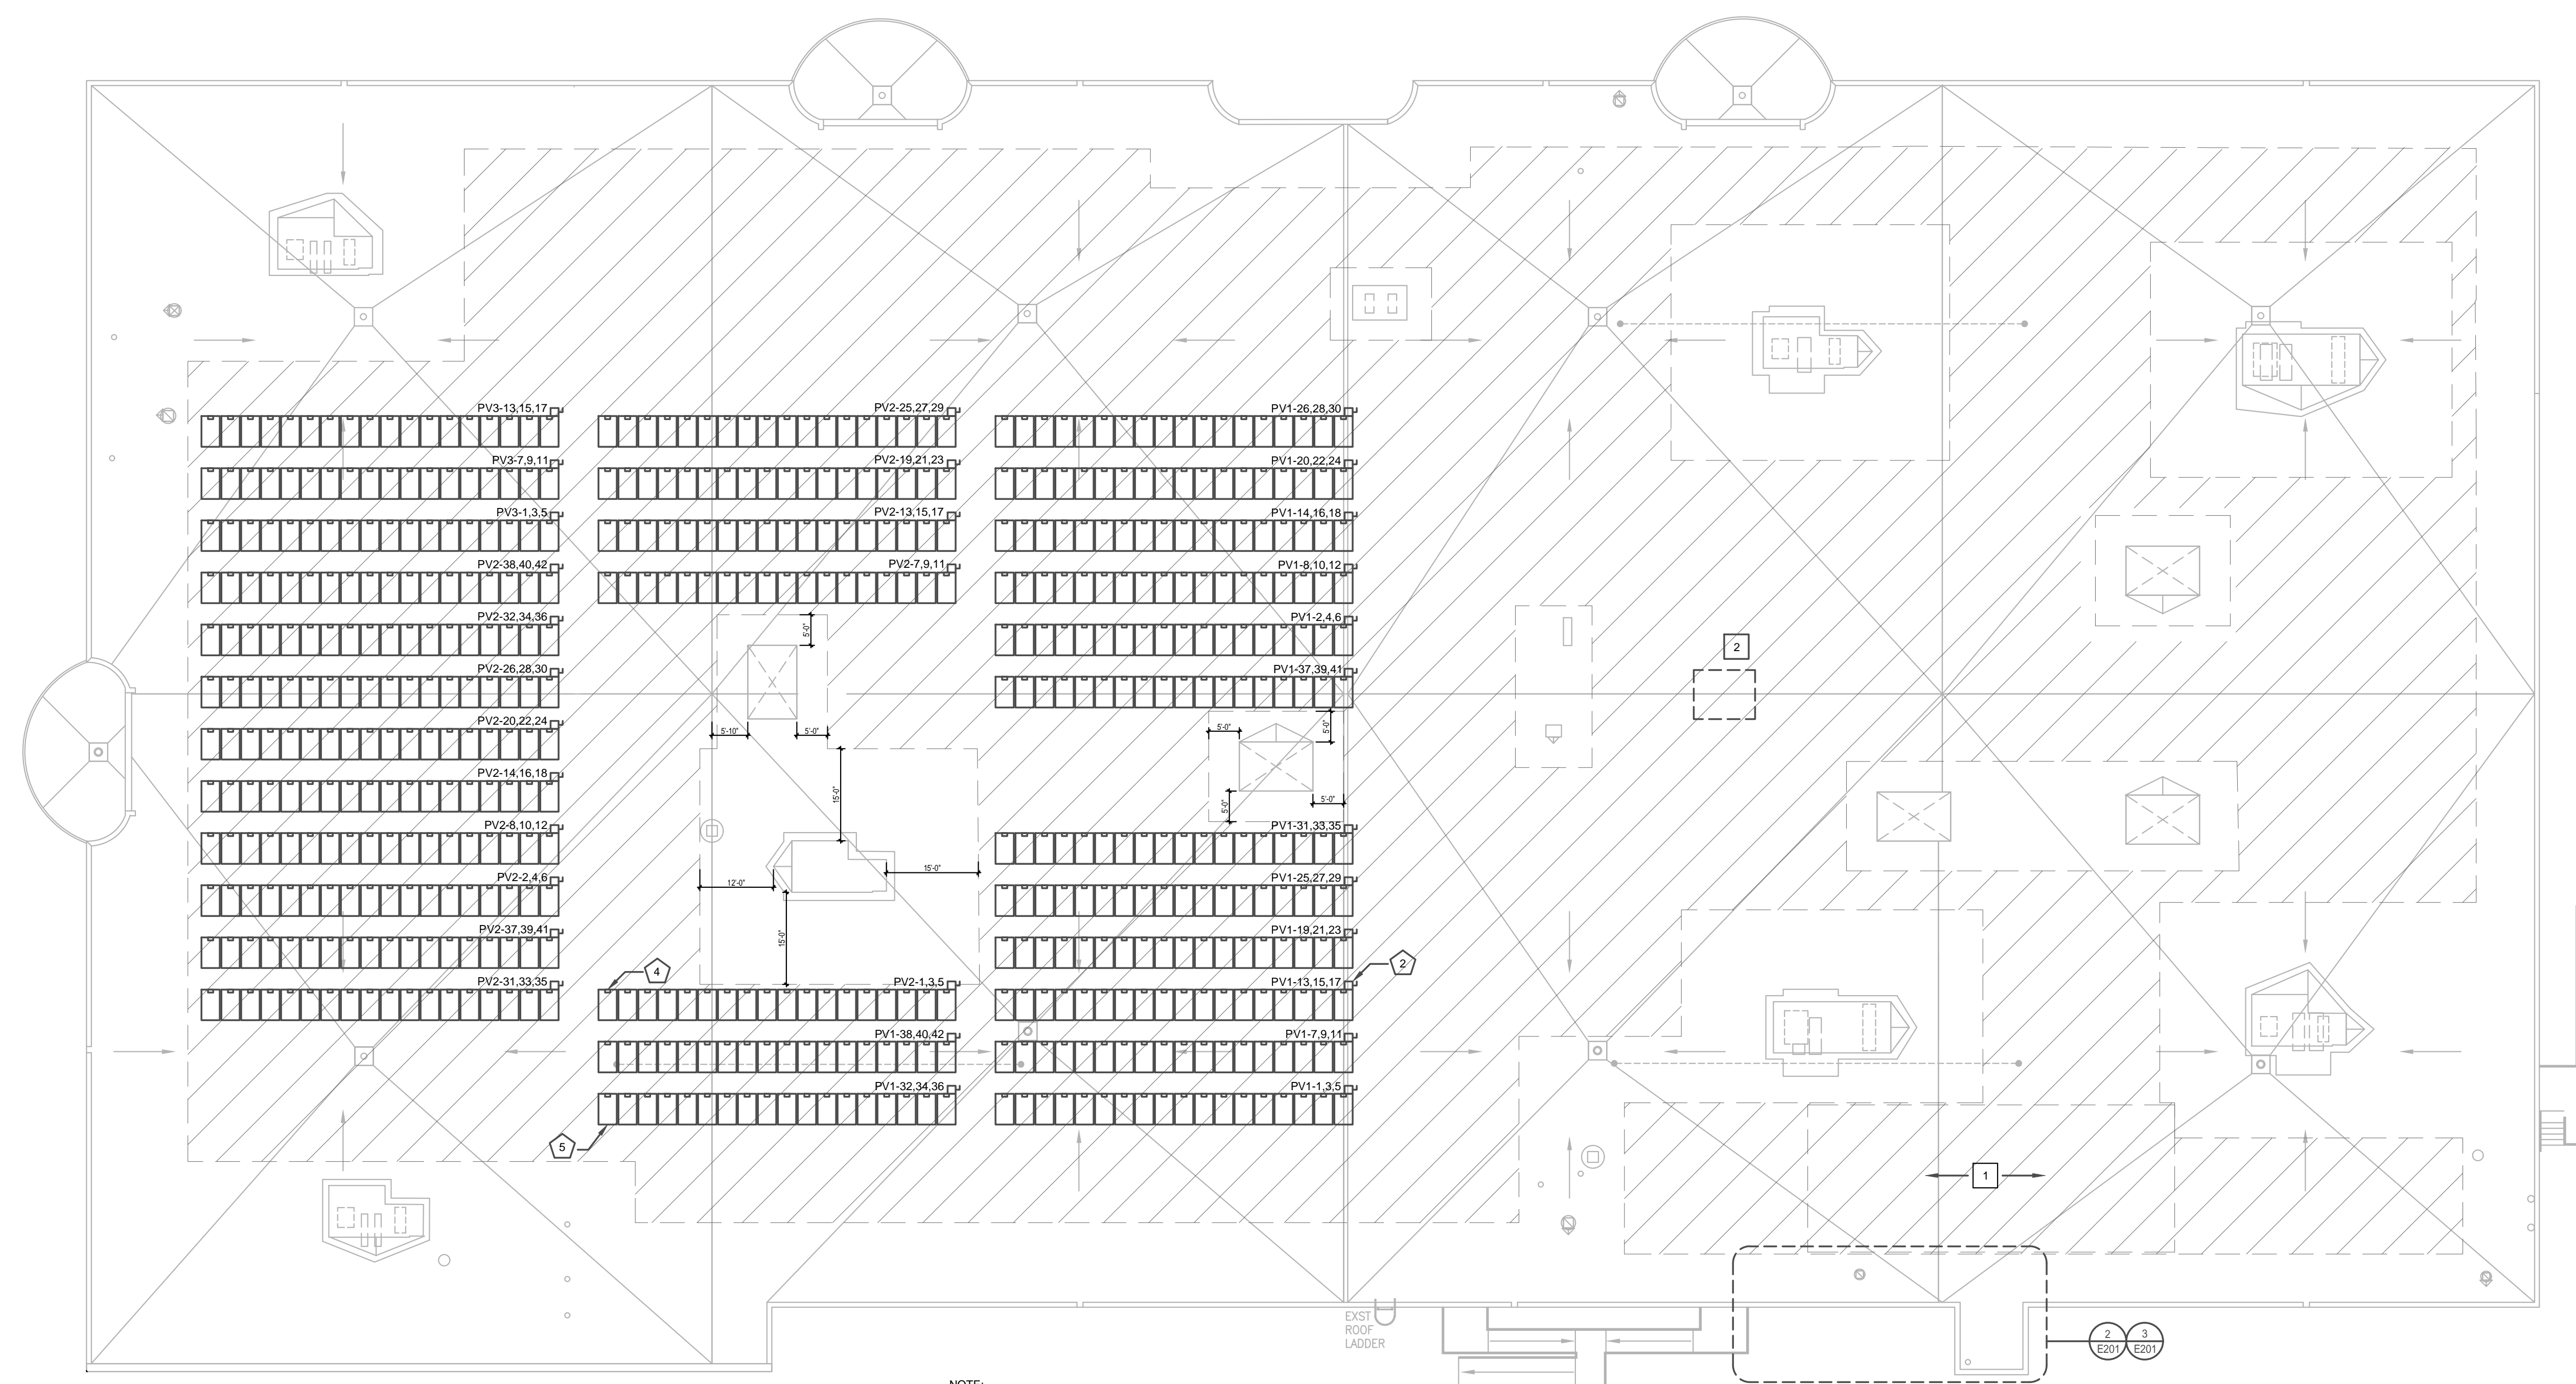 PV3-13,15,17
PV2-25,27,29
PV1-26,28,30
PV3-7,9,11
PV2-19,21,23
PV1-20,22,24
PV3-1,3,5
PV2-13,15,17
PV1-14,16,18
PV2-38,40,42
PV2-7,9,11
PV1-8,10,12
PV2-32,34,36
5'-0"
PV1-2,4,6
2
PV2-26,28,30
PV1-37,39,41
PV2-20,22,24
5'-10"
5'-0"
5'-0"
5'-0"
PV2-14,16,18
15'-0"
5'-0"
5'-0"
PV2-8,10,12
PV1-31,33,35
PV2-2,4,6
12'-0"
15'-0"
PV1-25,27,29
PV2-37,39,41
15'-0"
PV1-19,21,23
PV2-31,33,35
4
PV2-1,3,5
PV1-13,15,17
2
PV1-38,40,42
PV1-7,9,11
PV1-32,34,36
PV1-1,3,5
5
1
EXST
ROOF
LADDER
2
E201
3
E201
NOTE: